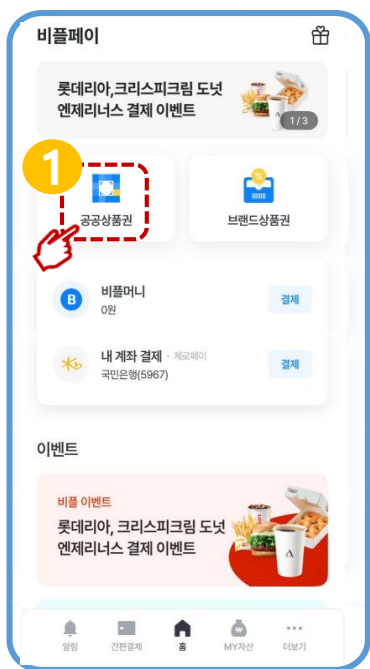 비플페이
롯데리아,크리스피크림 도넛
엔제리너스 결제 이벤트
1/3
1
공공상품권
브랜드상품권
B
비플머니
0원
결제
내 계좌 결제 · 제로페이
국민은행(5967)
결제
이벤트
비플 이벤트
롯데리아, 크리스피크림 도넛
엔제리너스 결제 이벤트
알림
간편결제
홈
MY자산
더보기